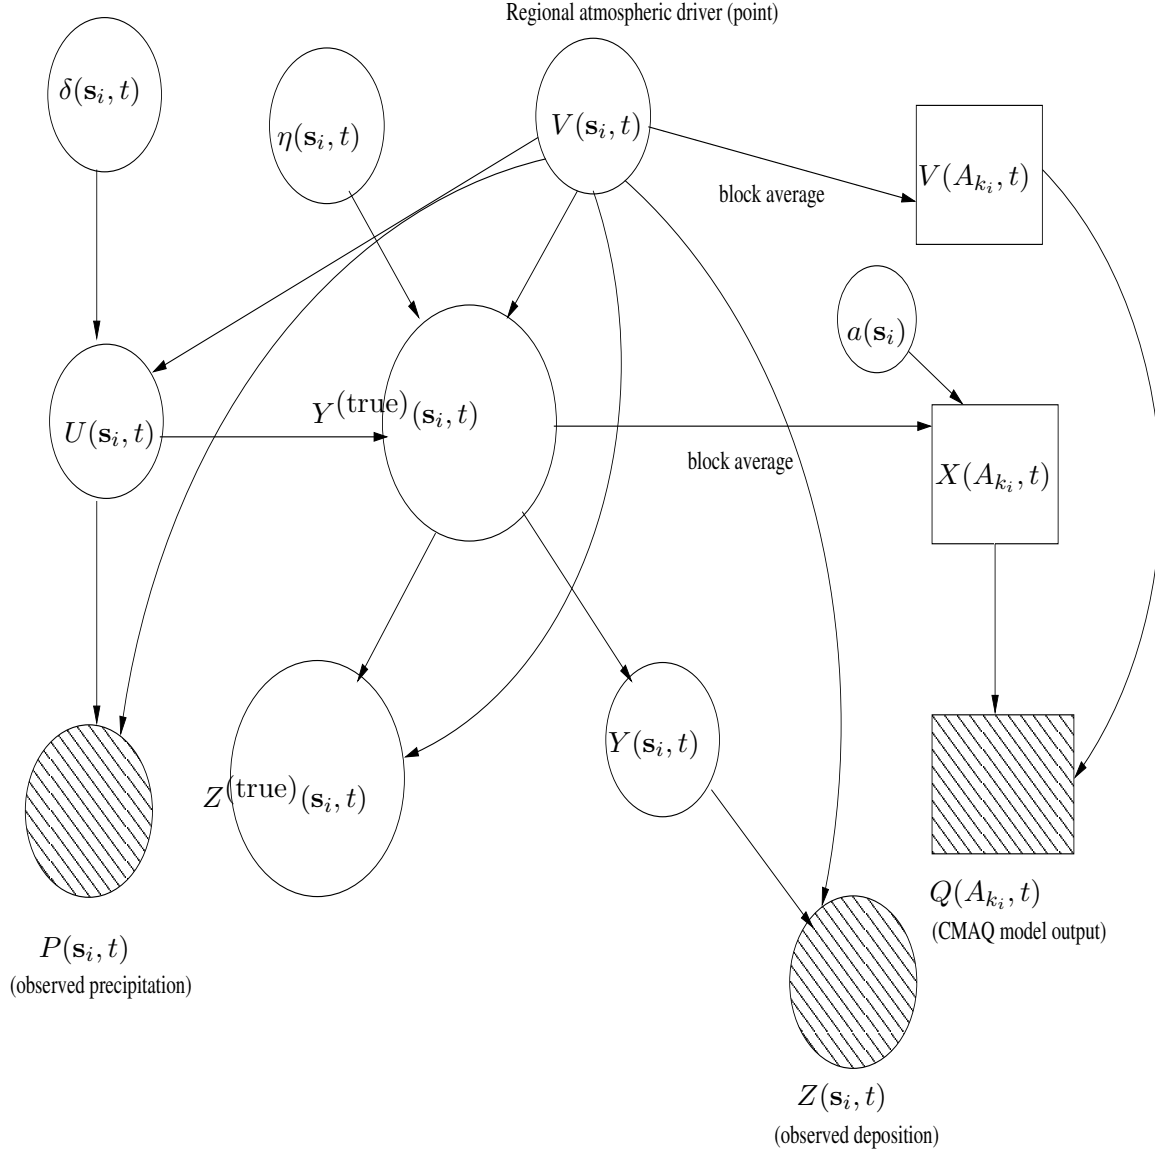 Regional atmospheric driver (point)
δ(s_i, t)
η(s_i, t)
V(s_i, t)
V(A_{k_i}, t)
block average
a(s_i)
U(s_i, t)
Y^{(true)}(s_i, t)
block average
X(A_{k_i}, t)
Z^{(true)}(s_i, t)
Y(s_i, t)
Q(A_{k_i}, t)
(CMAQ model output)
P(s_i, t)
(observed precipitation)
Z(s_i, t)
(observed deposition)